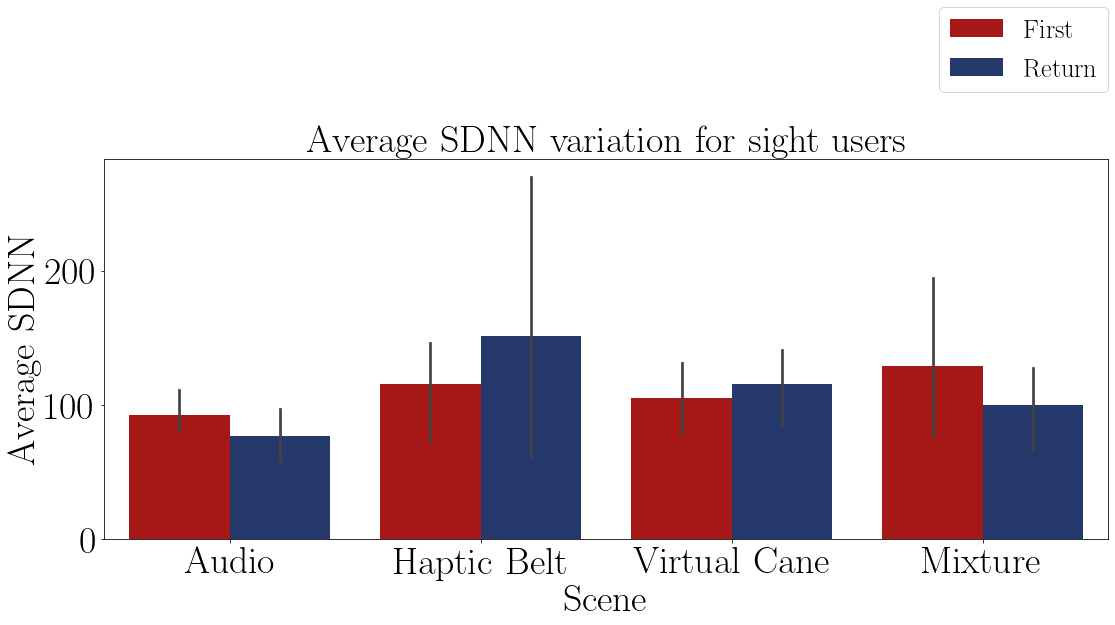 First
Return
Average SDNN variation for sight users
Average SDNN
200
100
0
Audio
Haptic Belt
Virtual Cane
Mixture
Scene